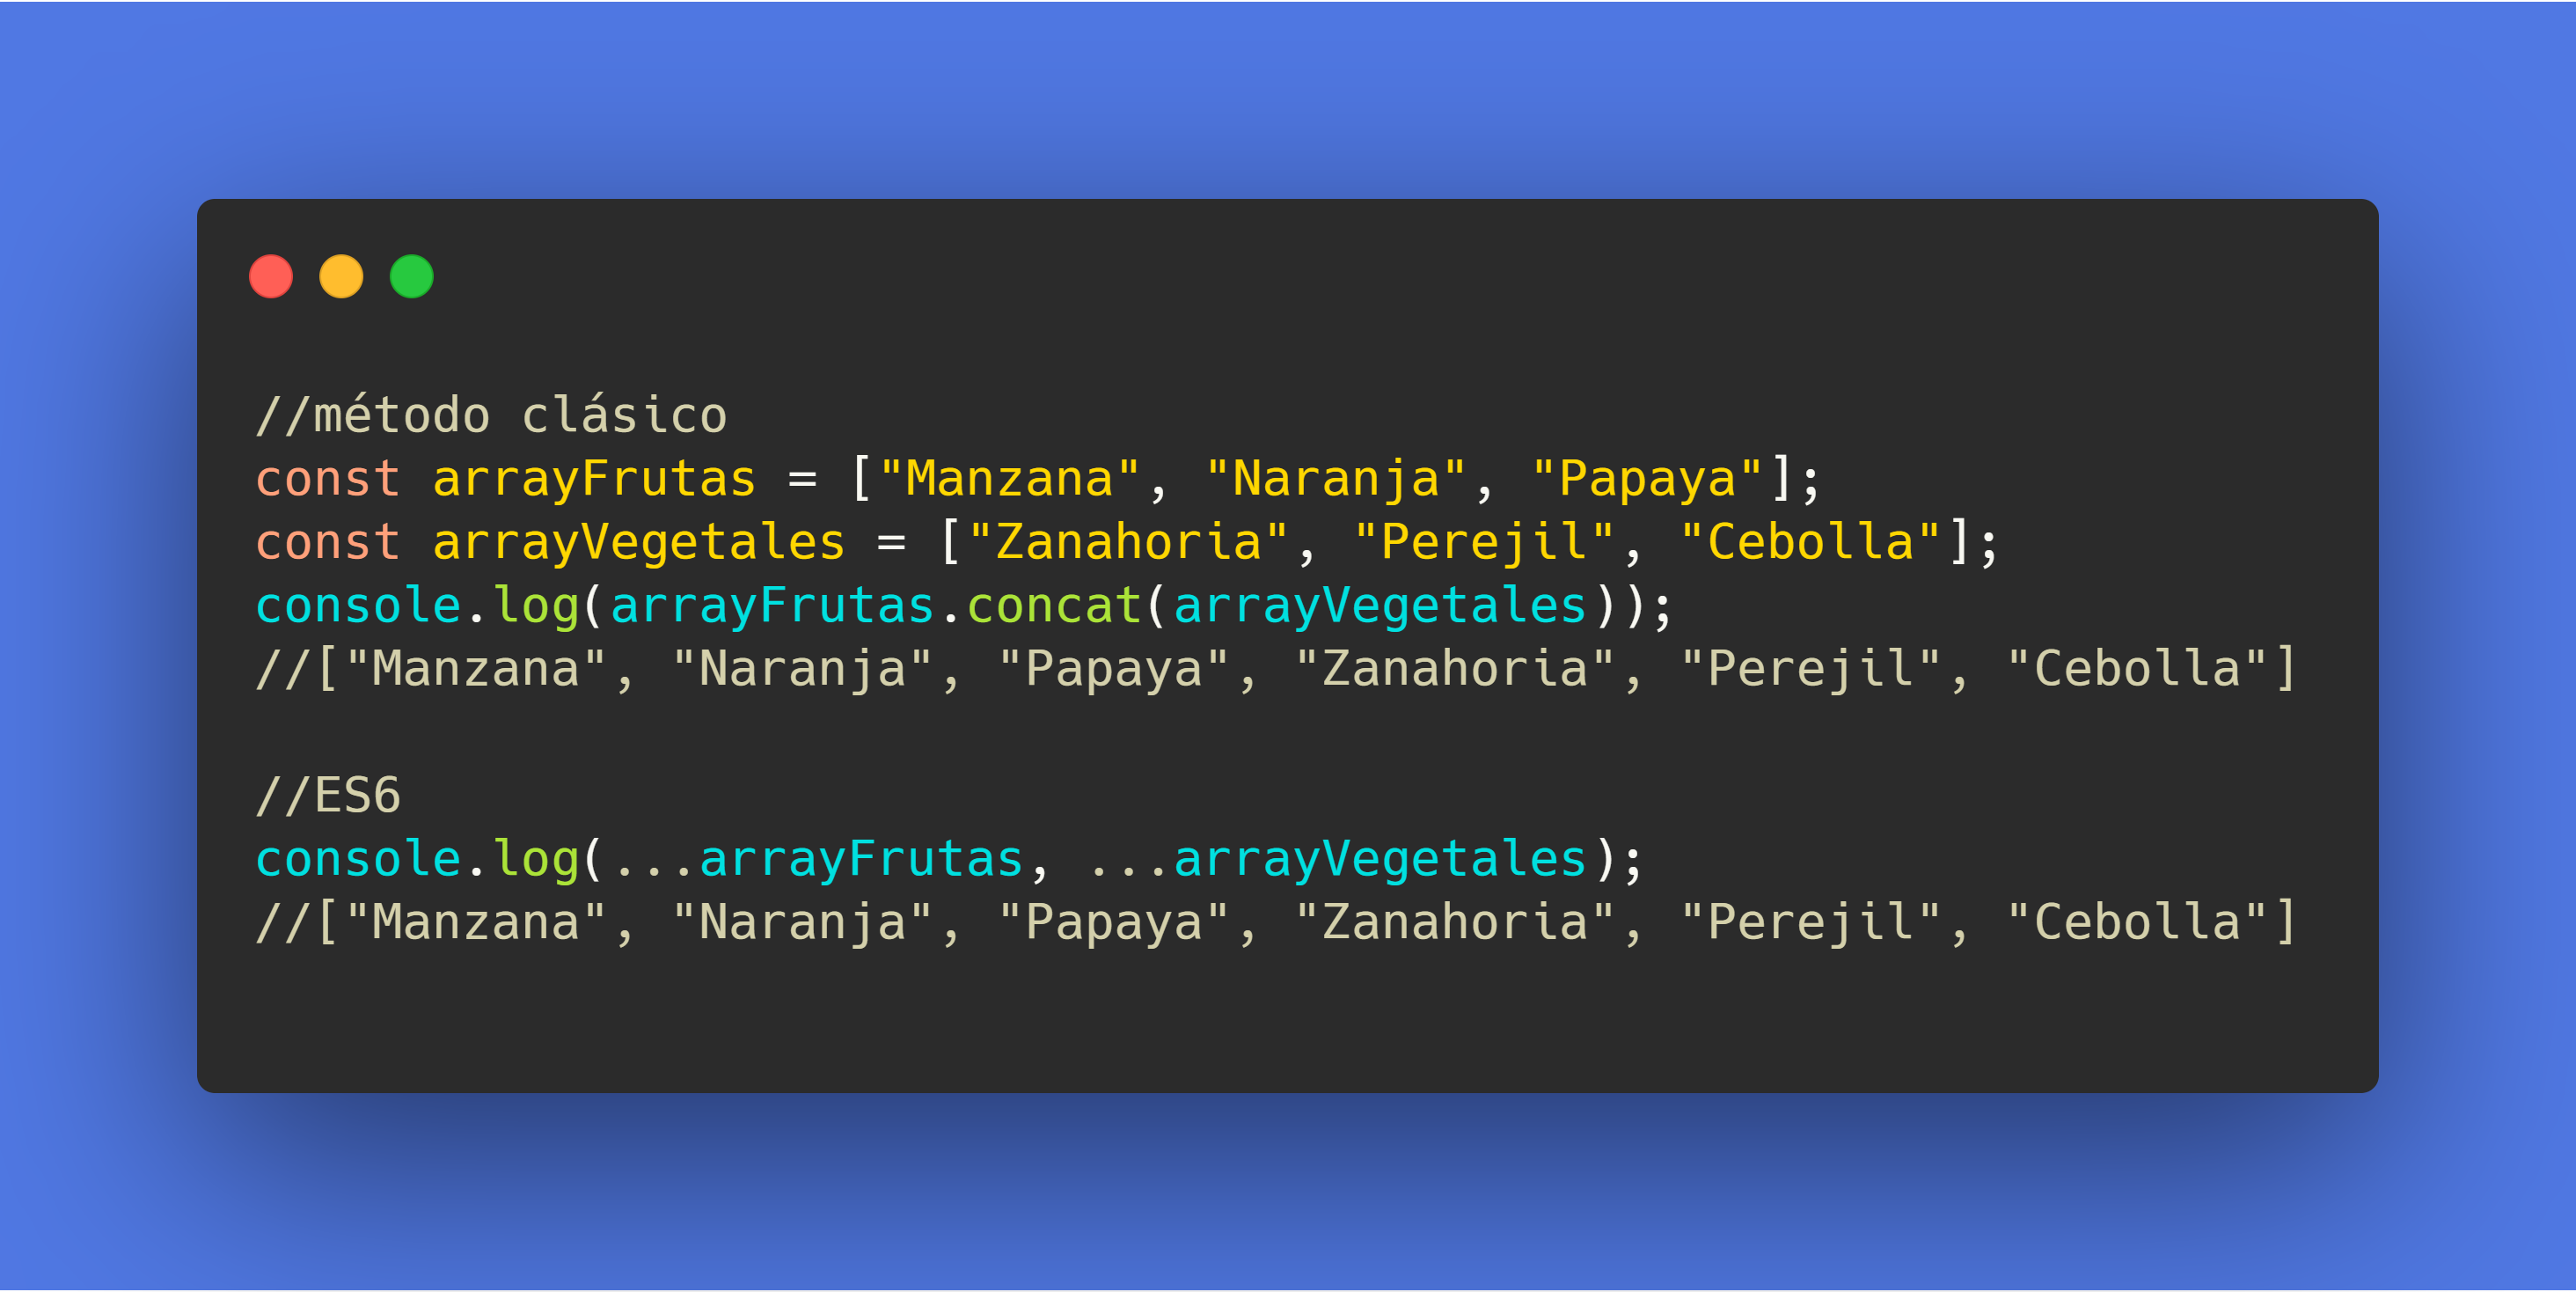 //método clásico
const arrayFrutas = ["Manzana", "Naranja", "Papaya"];
const arrayVegetales = ["Zanahoria", "Perejil", "Cebolla"];
console.log(arrayFrutas.concat(arrayVegetales));
//["Manzana", "Naranja", "Papaya", "Zanahoria", "Perejil", "Cebolla"]
//ES6
console.log(...arrayFrutas, ...arrayVegetales);
//["Manzana", "Naranja", "Papaya", "Zanahoria", "Perejil", "Cebolla"]